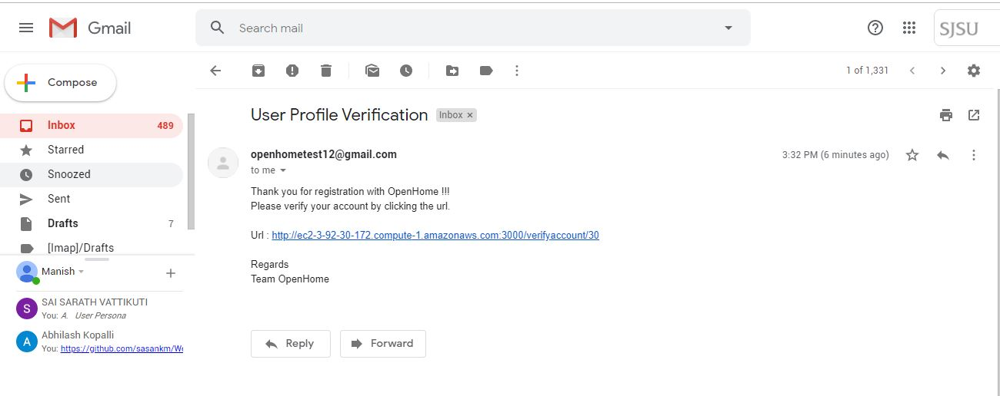 Gmail
Search mail
SJSU
Compose
1 of 1,331
Inbox 489
Starred
Snoozed
Sent
Drafts 7
[Imap]/Drafts
Manish
SAI SARATH VATTIKUTI
You: A. User Persona
Abhilash Kopalli
You: https://github.com/sasankm/We
User Profile Verification Inbox ×
openhometest12@gmail.com 3:32 PM (6 minutes ago)
to me
Thank you for registration with OpenHome !!!
Please verify your account by clicking the url.
Url : http://ec2-3-92-30-172.compute-1.amazonaws.com:3000/verifyaccount/30
Regards
Team OpenHome
Reply Forward
S
A